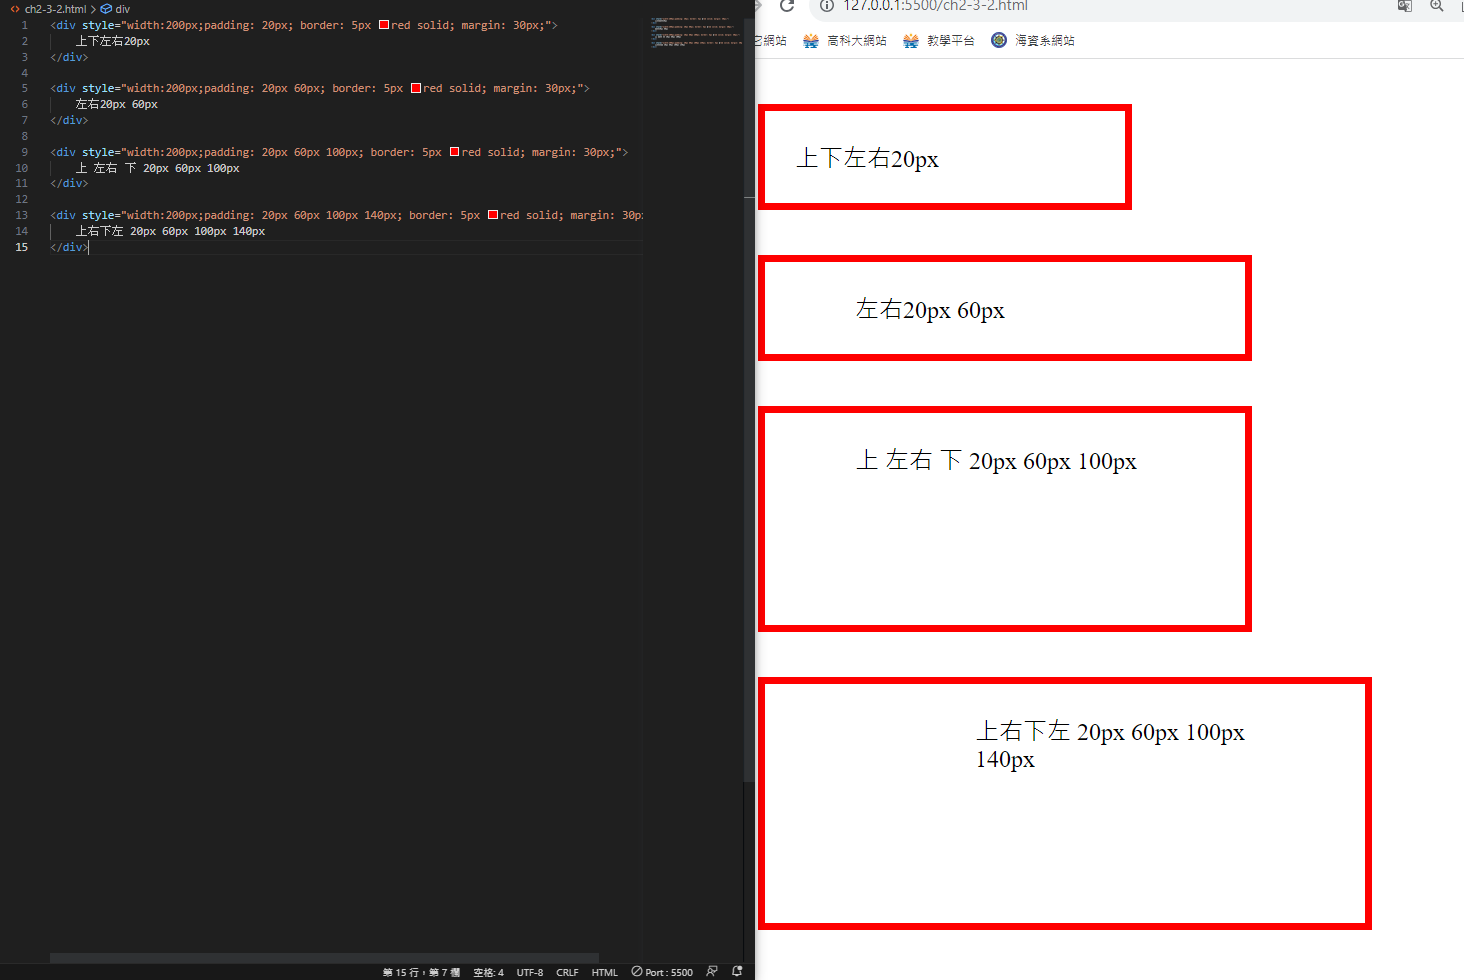 ch2-3-2.html > div
1 <div style="width:200px;padding: 20px; border: 5px red solid; margin: 30px;">
2 上下左右20px
3 </div>
4
5 <div style="width:200px;padding: 20px 60px; border: 5px red solid; margin: 30px;">
6 左右20px 60px
7 </div>
8
9 <div style="width:200px;padding: 20px 60px 100px; border: 5px red solid; margin: 30px;">
10 上 左右 下 20px 60px 100px
11 </div>
12
13 <div style="width:200px;padding: 20px 60px 100px 140px; border: 5px red solid; margin: 30px
14 上右下左 20px 60px 100px 140px
15 </div>
第 15 行，第 7 欄 空格: 4 UTF-8 CRLF HTML Port : 5500
127.0.0.1:5500/ch2-3-2.html
網站 高科大網站 教學平台 海資系網站
上下左右20px
左右20px 60px
上 左右 下 20px 60px 100px
上右下左 20px 60px 100px
140px